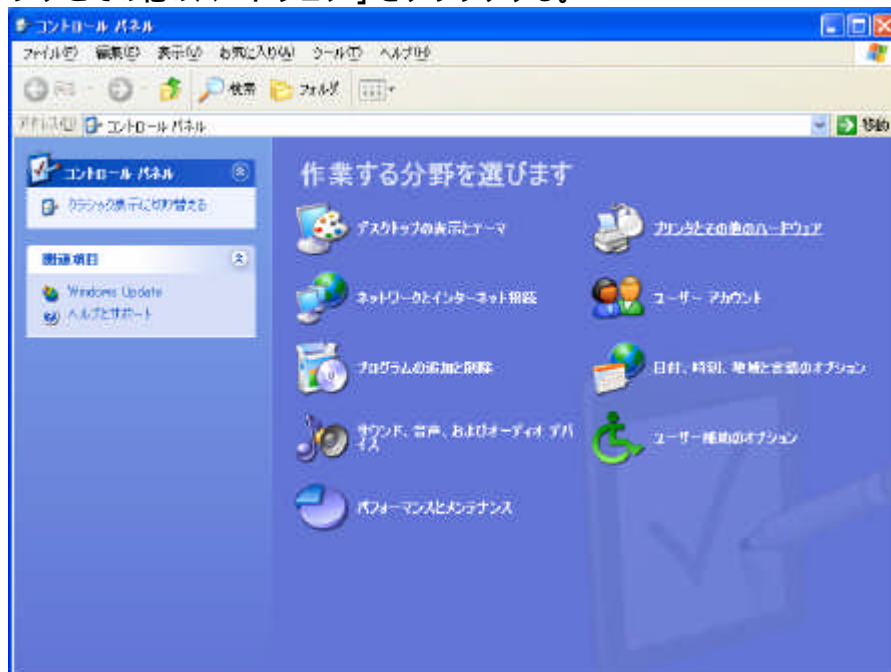 コントロール パネル
ファイル(F) 編集(E) 表示(V) お気に入り(A) ツール(T) ヘルプ(H)
戻る 検索 フォルダ
アドレス(D) コントロール パネル 移動
コントロール パネル
クラシック表示に切り替える
関連項目
Windows Update
ヘルプとサポート
作業する分野を選びます
デスクトップの表示とテーマ
プリンタとその他のハードウェア
ネットワークとインターネット接続
ユーザー アカウント
プログラムの追加と削除
日付、時刻、地域と言語のオプション
サウンド、音声、およびオーディオ デバ
イス
ユーザー補助のオプション
パフォーマンスとメンテナンス